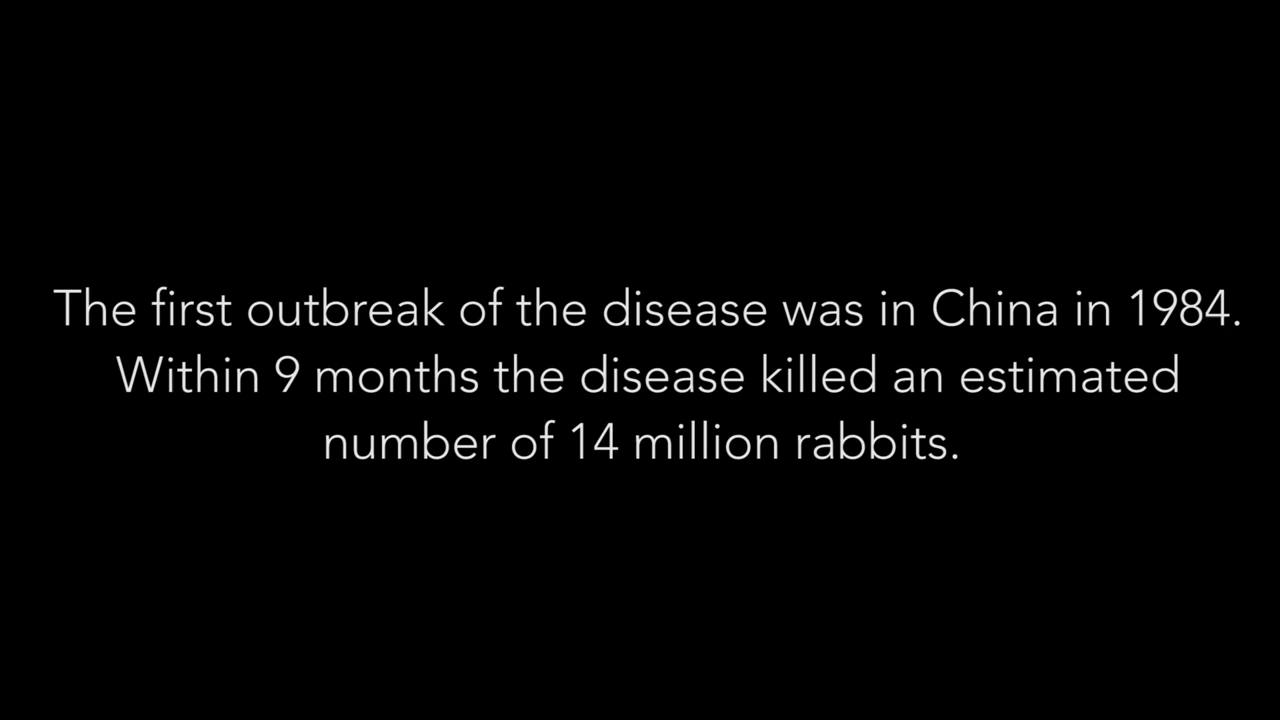 The first outbreak of the disease was in China in 1984.
Within 9 months the disease killed an estimated
number of 14 million rabbits.